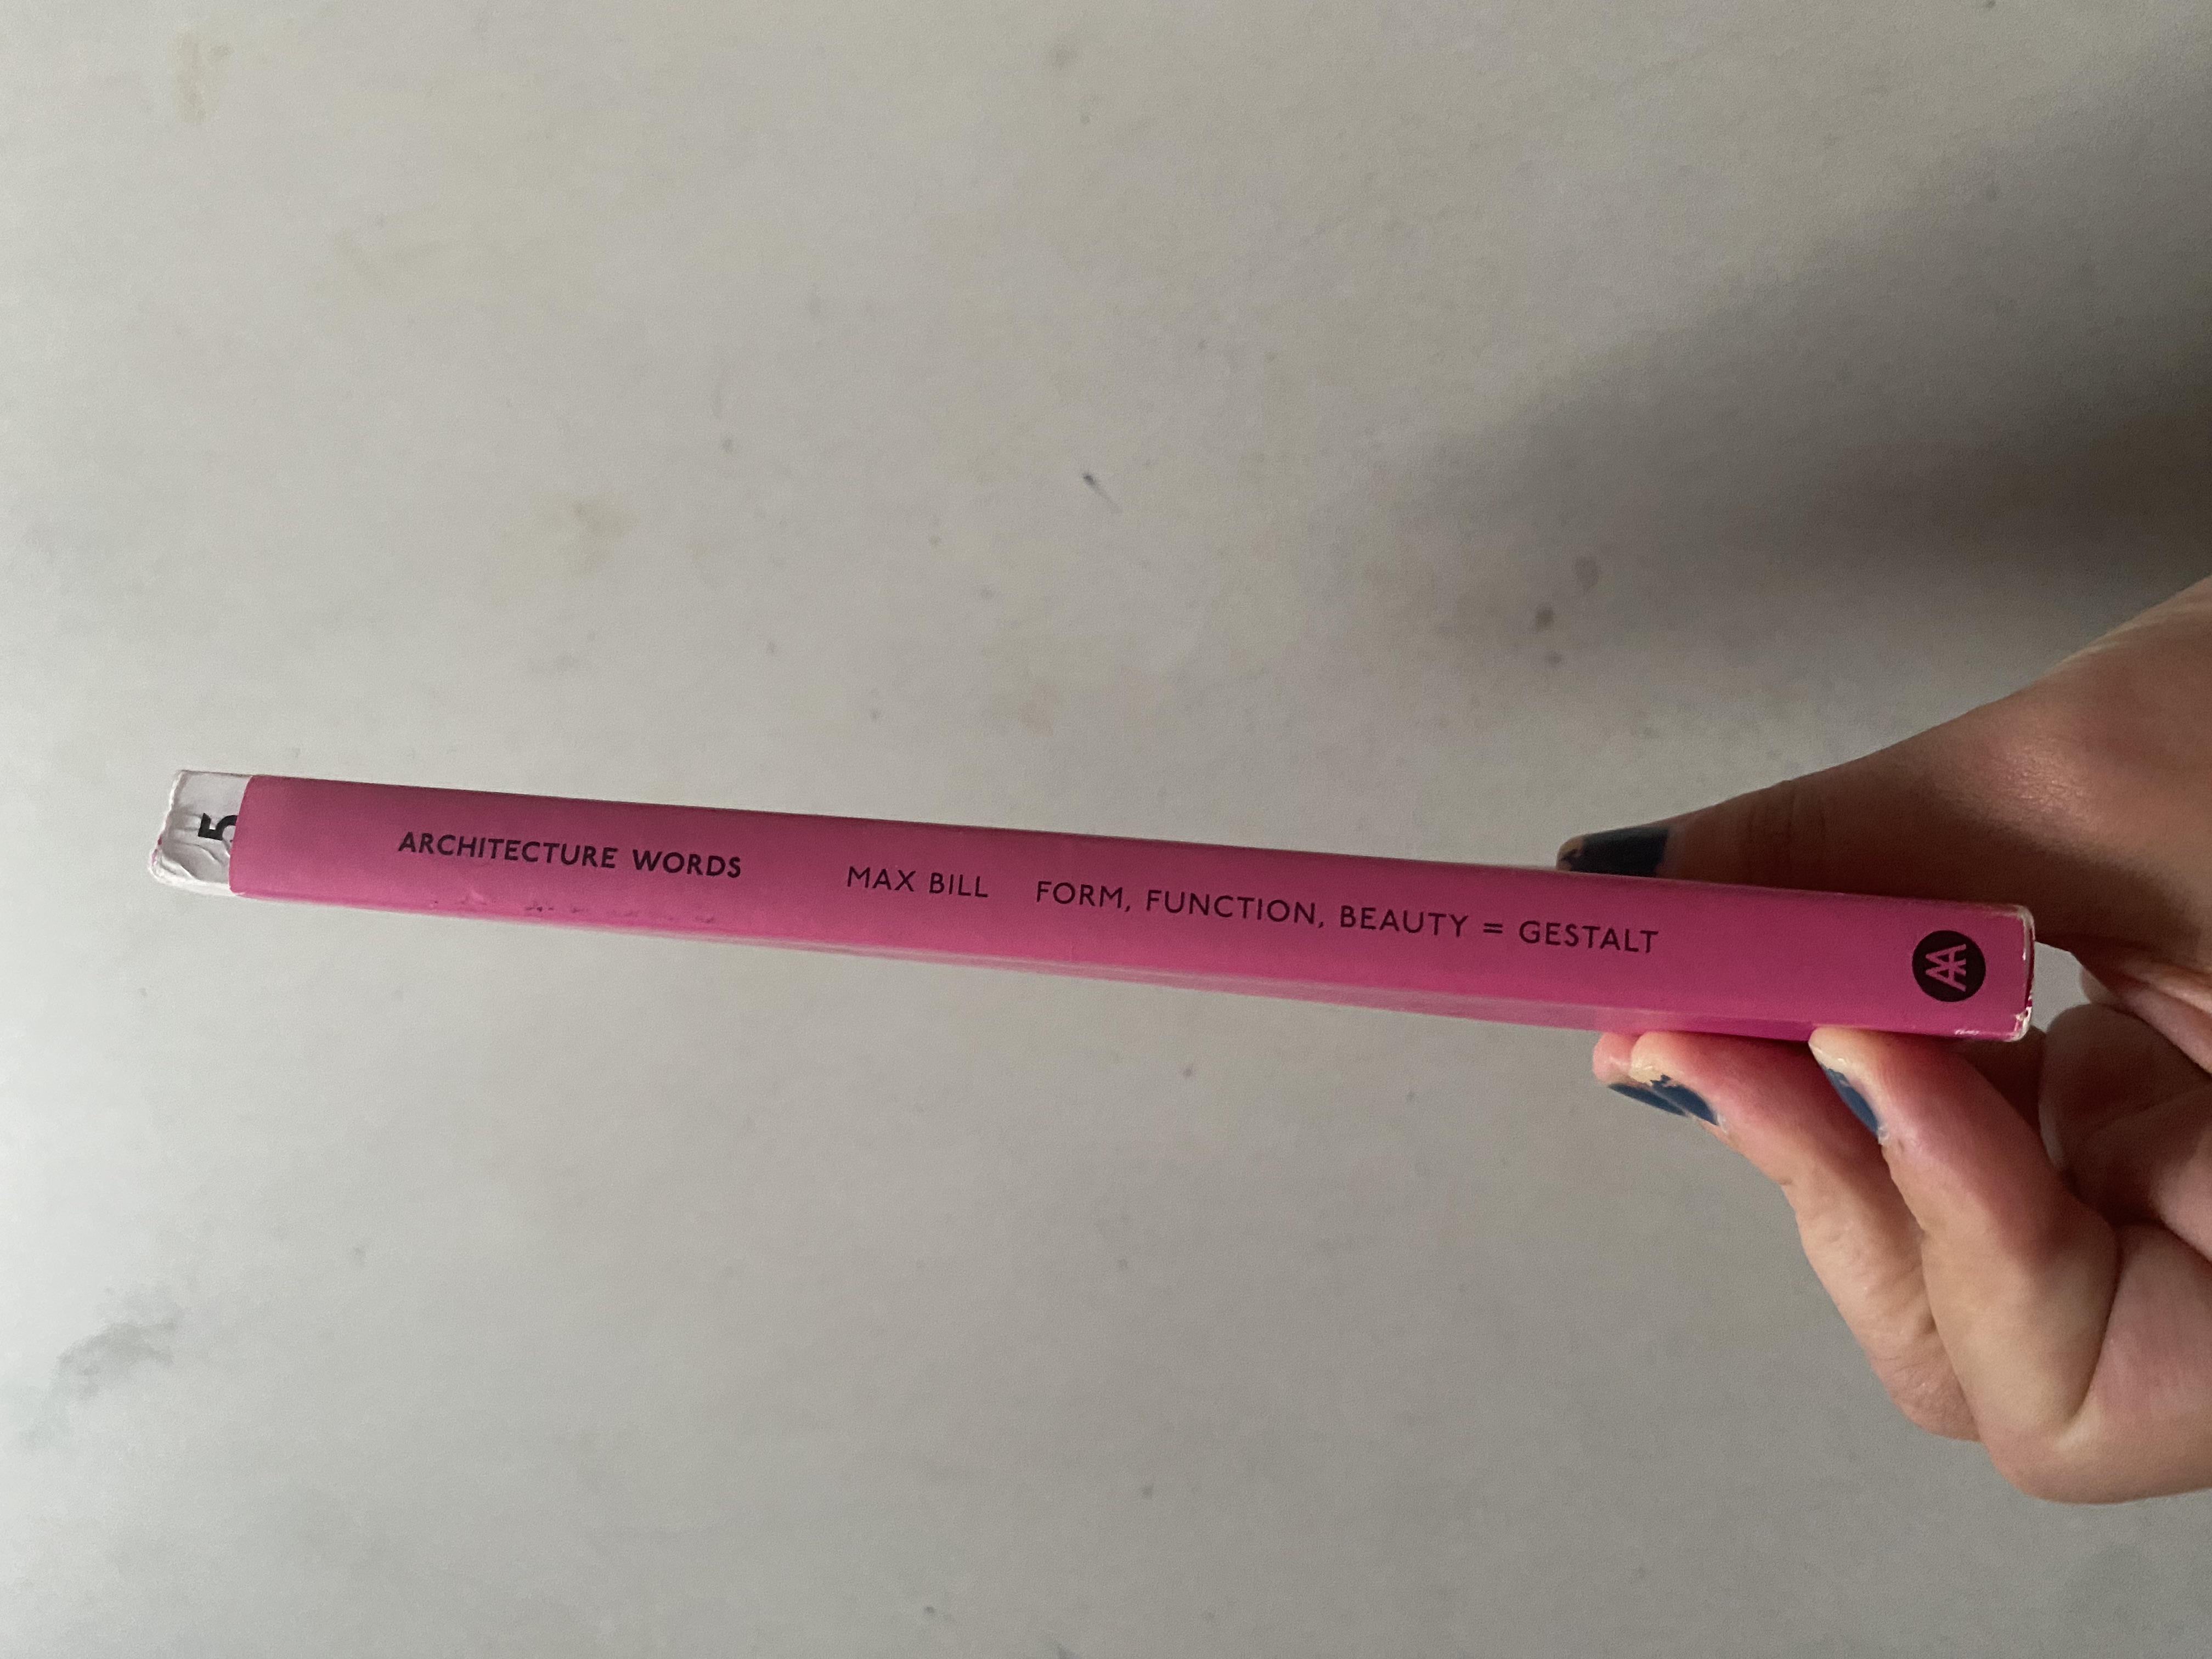 5
ARCHITECTURE WORDS MAX BILL FORM, FUNCTION, BEAUTY = GESTALT
AA